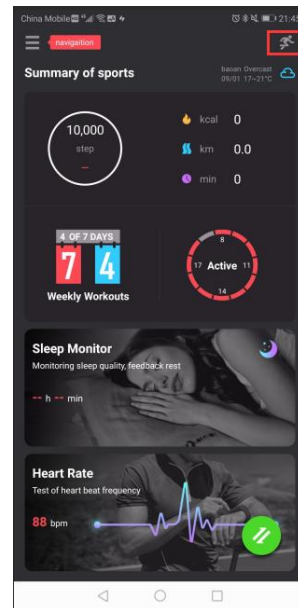 China Mobile 21:45
navigaition
Summary of sports
baoan Overcast
09/01 17~21°C
10,000
step
--
kcal 0
km 0.0
min 0
4 OF 7 DAYS
7 4
Weekly Workouts
8
17 Active 11
14
Sleep Monitor
Monitoring sleep quality, feedback rest
-- h -- min
Heart Rate
Test of heart beat frequency
88 bpm